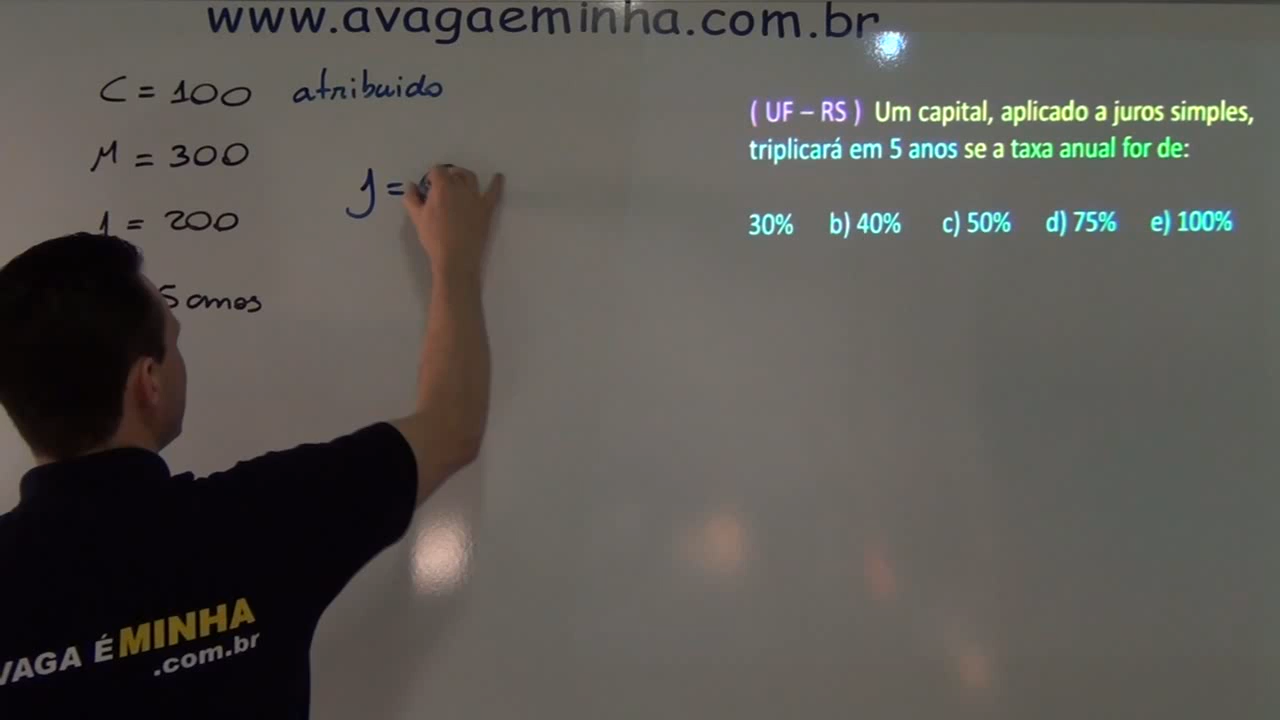 www.avagaeminha.com.br
C = 100 atribuido
M = 300
J =
= 200
5 anos
( UF – RS ) Um capital, aplicado a juros simples,
triplicará em 5 anos se a taxa anual for de:
30% b) 40% c) 50% d) 75% e) 100%
VAGA É MINHA
.com.br